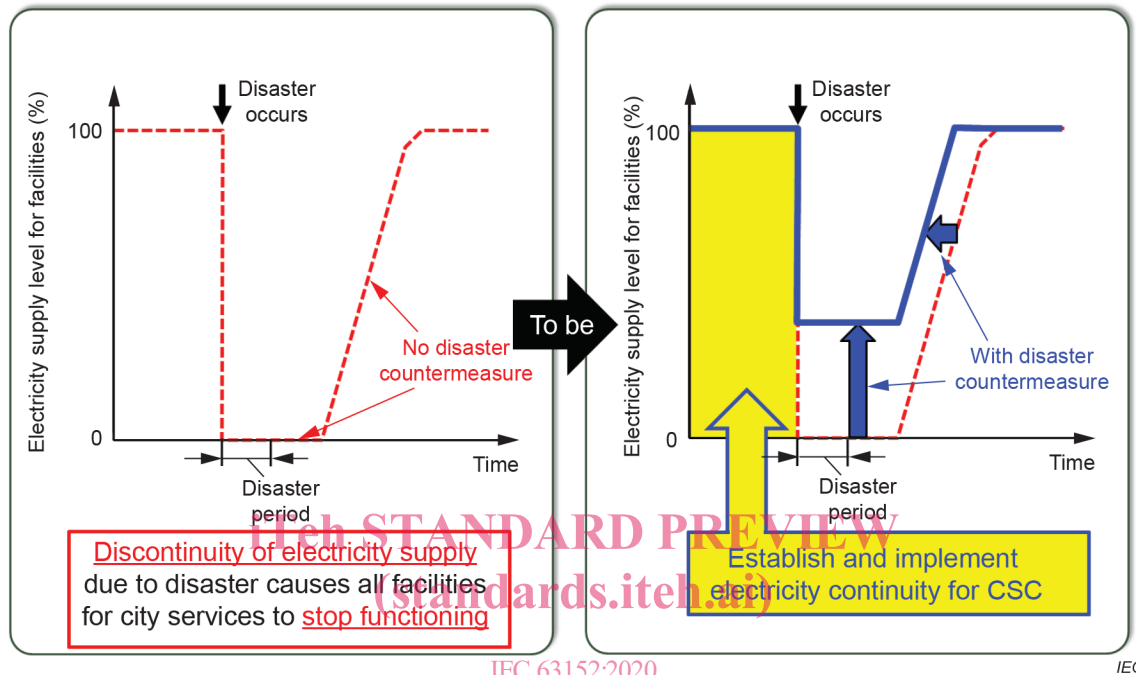 Electricity supply level for facilities (%)
100
0
Disaster
occurs
No disaster
countermeasure
Time
Disaster
period
Discontinuity of electricity supply
due to disaster causes all facilities
for city services to stop functioning
To be
Electricity supply level for facilities (%)
100
0
Disaster
occurs
With disaster
countermeasure
Time
Disaster
period
Establish and implement
electricity continuity for CSC
iTeh STANDARD PREVIEW
(standards.iteh.ai)
IEC 63152:2020
IEC